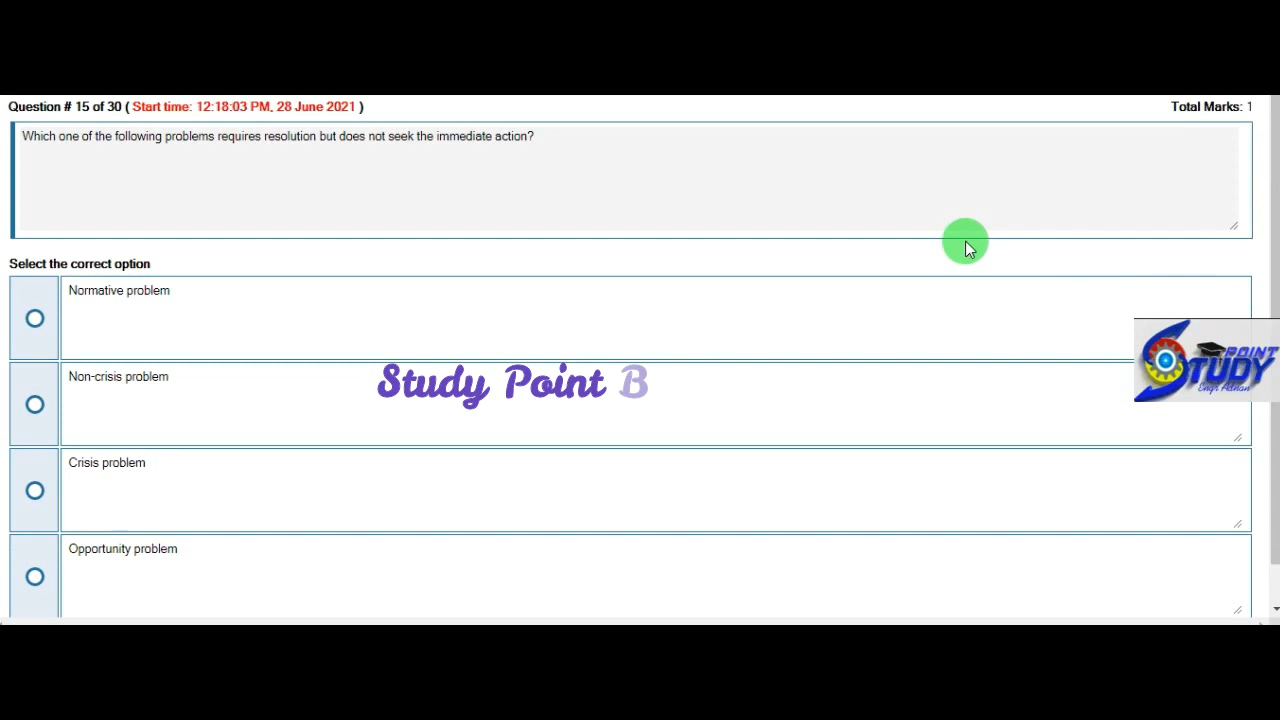 Question # 15 of 30 ( Start time: 12:18:03 PM, 28 June 2021 ) Total Marks: 1
Which one of the following problems requires resolution but does not seek the immediate action?
Select the correct option
Normative problem
Non-crisis problem
Study Point B
Crisis problem
Opportunity problem
POINT
STUDY
Engr Adnan